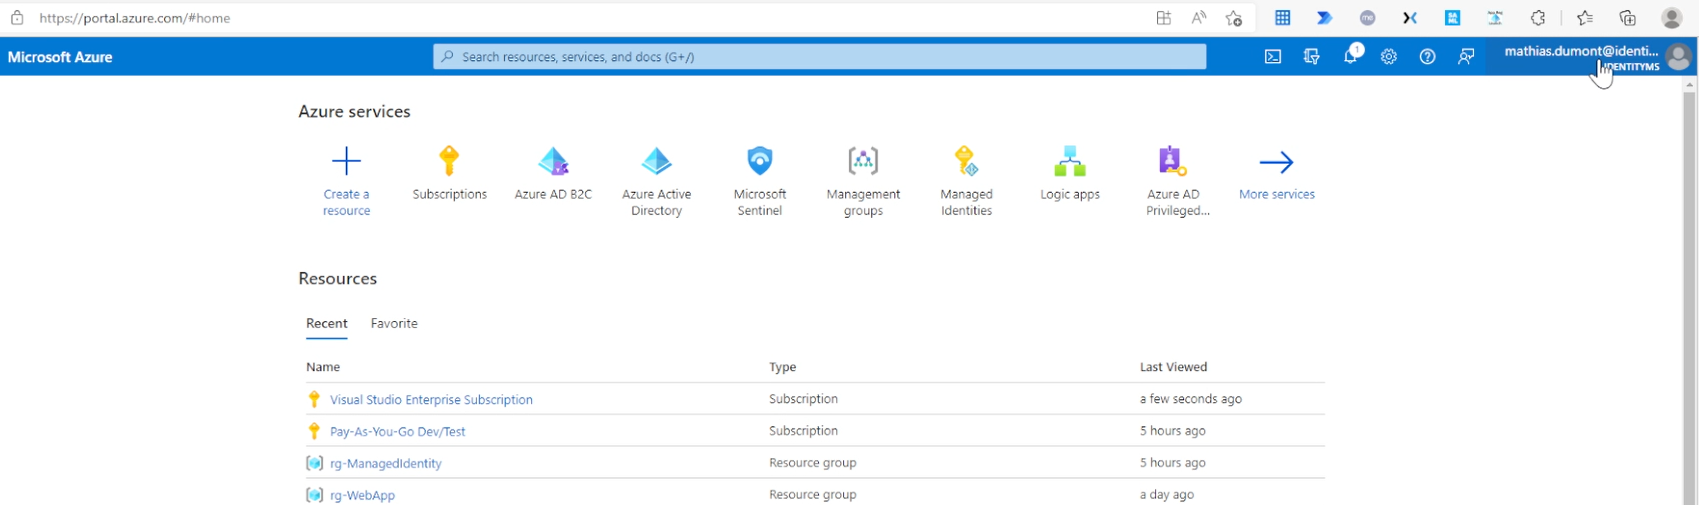 https://portal.azure.com/#home
Microsoft Azure
Search resources, services, and docs (G+/)
1
mathias.dumont@identi...
IDENTITYMS
Azure services
Create a resource
Subscriptions
Azure AD B2C
Azure Active Directory
Microsoft Sentinel
Management groups
Managed Identities
Logic apps
Azure AD Privileged...
More services
Resources
Recent Favorite
Name Type Last Viewed
Visual Studio Enterprise Subscription Subscription a few seconds ago
Pay-As-You-Go Dev/Test Subscription 5 hours ago
rg-ManagedIdentity Resource group 5 hours ago
rg-WebApp Resource group a day ago